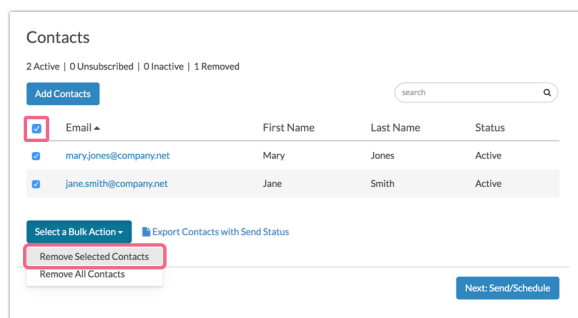 Contacts
2 Active | 0 Unsubscribed | 0 Inactive | 1 Removed
Add Contacts
search
Email First Name Last Name Status
mary.jones@company.net Mary Jones Active
jane.smith@company.net Jane Smith Active
Select a Bulk Action Export Contacts with Send Status
Remove Selected Contacts
Remove All Contacts
Next: Send/Schedule